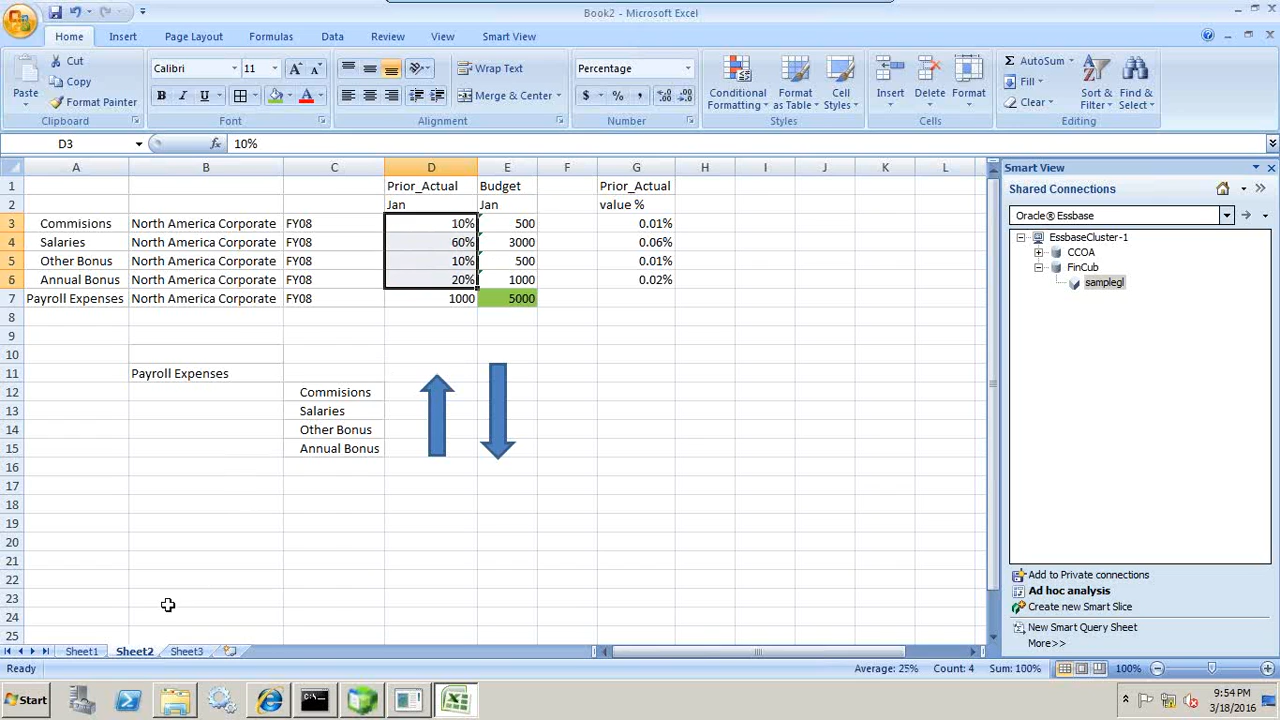 Book2 - Microsoft Excel
Home Insert Page Layout Formulas Data Review View Smart View
Paste
Cut
Copy
Format Painter
Clipboard
Calibri 11
B I U
Font
Wrap Text
Merge & Center
Alignment
Percentage
$ % ,
Number
Conditional Formatting
Format as Table
Cell Styles
Styles
Insert Delete Format
Cells
AutoSum
Fill
Clear
Sort & Filter
Find & Select
Editing
D3 fx 10%
A B C D E F G H I J K L
1 Prior_Actual Budget Prior_Actual
2 Jan Jan value %
3 Commisions North America Corporate FY08 10% 500 0.01%
4 Salaries North America Corporate FY08 60% 3000 0.06%
5 Other Bonus North America Corporate FY08 10% 500 0.01%
6 Annual Bonus North America Corporate FY08 20% 1000 0.02%
7 Payroll Expenses North America Corporate FY08 1000 5000
8
9
10
11 Payroll Expenses
12 Commisions
13 Salaries
14 Other Bonus
15 Annual Bonus
16
17
18
19
20
21
22
23
24
25
Smart View
Shared Connections
Oracle® Essbase
EssbaseCluster-1
CCOA
FinCub
samplegl
Add to Private connections
Ad hoc analysis
Create new Smart Slice
New Smart Query Sheet
More>>
Sheet1 Sheet2 Sheet3
Ready Average: 25% Count: 4 Sum: 100% 100%
Start 9:54 PM
3/18/2016